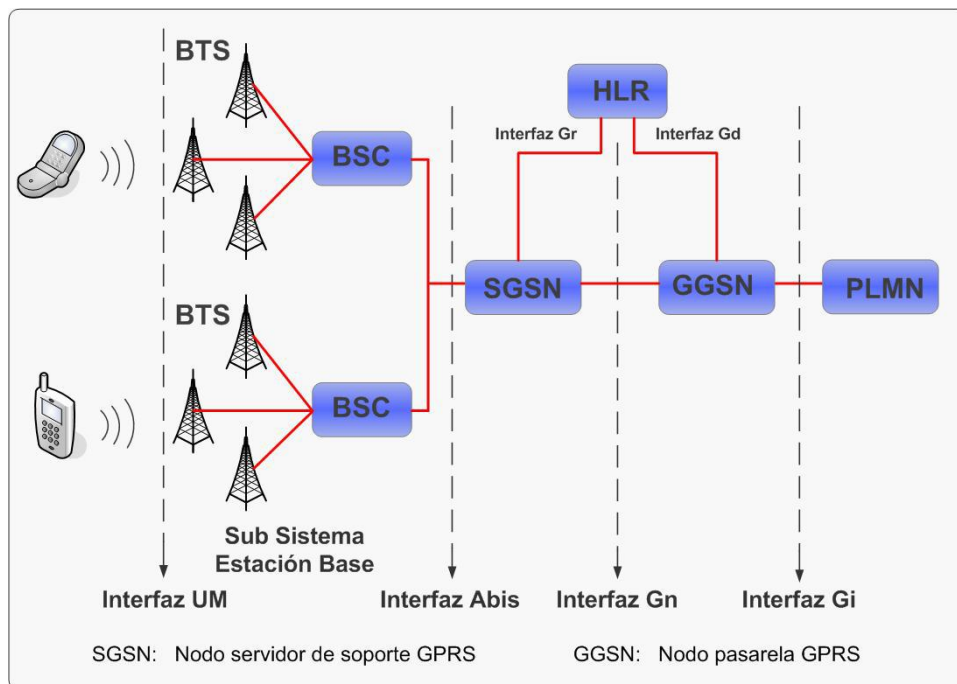 BTS
HLR
Interfaz Gr
Interfaz Gd
BSC
SGSN
GGSN
PLMN
BTS
BSC
Sub Sistema
Estación Base
Interfaz UM
Interfaz Abis
Interfaz Gn
Interfaz Gi
SGSN: Nodo servidor de soporte GPRS
GGSN: Nodo pasarela GPRS